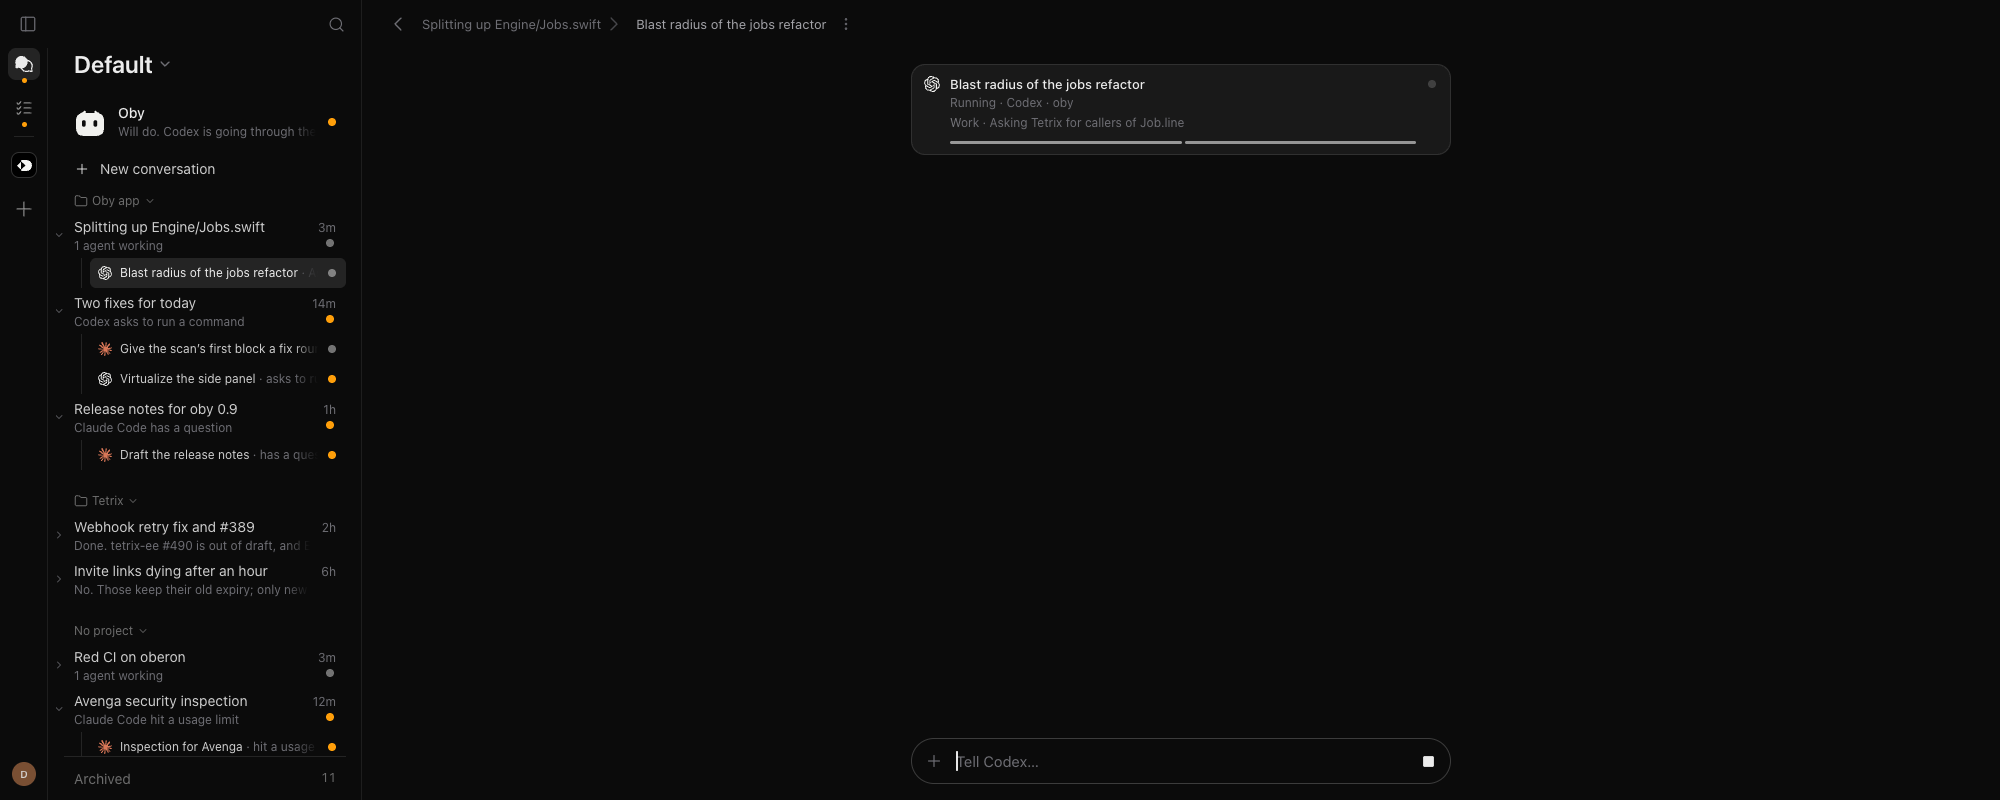 Splitting up Engine/Jobs.swift
Blast radius of the jobs refactor
Default
Oby
Will do. Codex is going through the
New conversation
Oby app
Splitting up Engine/Jobs.swift 3m
1 agent working
Blast radius of the jobs refactor ·
Two fixes for today 14m
Codex asks to run a command
Give the scan's first block a fix rou
Virtualize the side panel · asks to r
Release notes for oby 0.9 1h
Claude Code has a question
Draft the release notes · has a que
Tetrix
Webhook retry fix and #389 2h
Done. tetrix-ee #490 is out of draft, and
Invite links dying after an hour 6h
No. Those keep their old expiry; only new
No project
Red CI on oberon 3m
1 agent working
Avenga security inspection 12m
Claude Code hit a usage limit
Inspection for Avenga · hit a usage
Archived 11
D
Blast radius of the jobs refactor
Running · Codex · oby
Work · Asking Tetrix for callers of Job.line
Tell Codex...